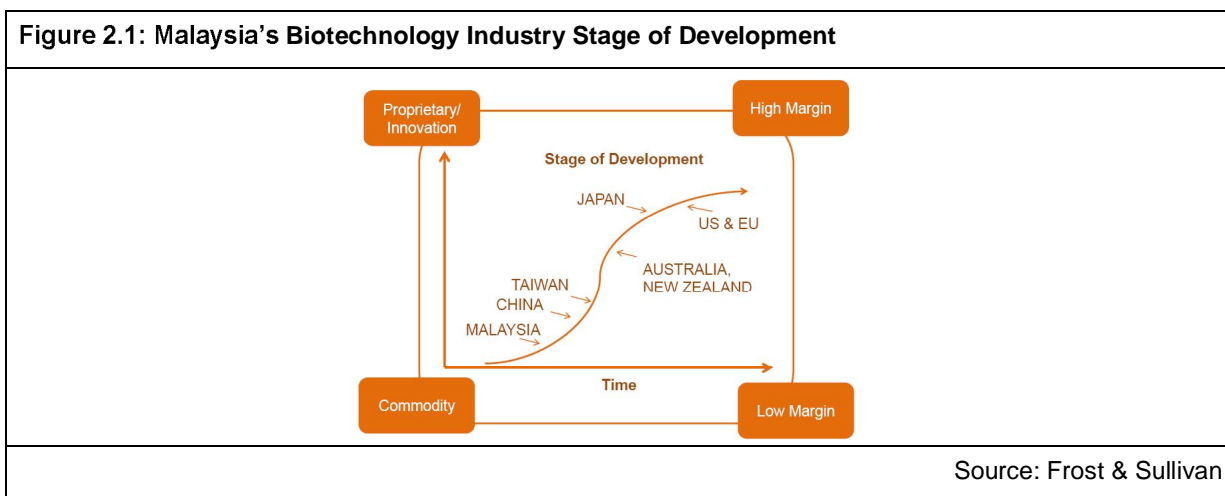 Figure 2.1: Malaysia's Biotechnology Industry Stage of Development
Proprietary/
Innovation
High Margin
Stage of Development
JAPAN
US & EU
AUSTRALIA,
NEW ZEALAND
TAIWAN
CHINA
MALAYSIA
Time
Commodity
Low Margin
Source: Frost & Sullivan